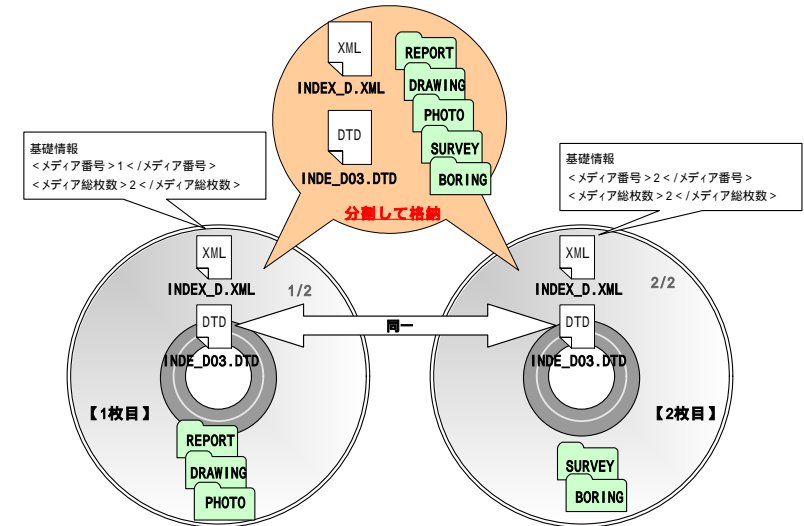 XML
INDEX_D.XML
DTD
INDE_D03.DTD
REPORT
DRAWING
PHOTO
SURVEY
BORING
分割して格納
基礎情報
<メディア番号>1</メディア番号>
<メディア総枚数>2</メディア総枚数>
基礎情報
<メディア番号>2</メディア番号>
<メディア総枚数>2</メディア総枚数>
XML
INDEX_D.XML
1/2
DTD
INDE_D03.DTD
【1枚目】
REPORT
DRAWING
PHOTO
同一
XML
INDEX_D.XML
2/2
DTD
INDE_D03.DTD
【2枚目】
SURVEY
BORING